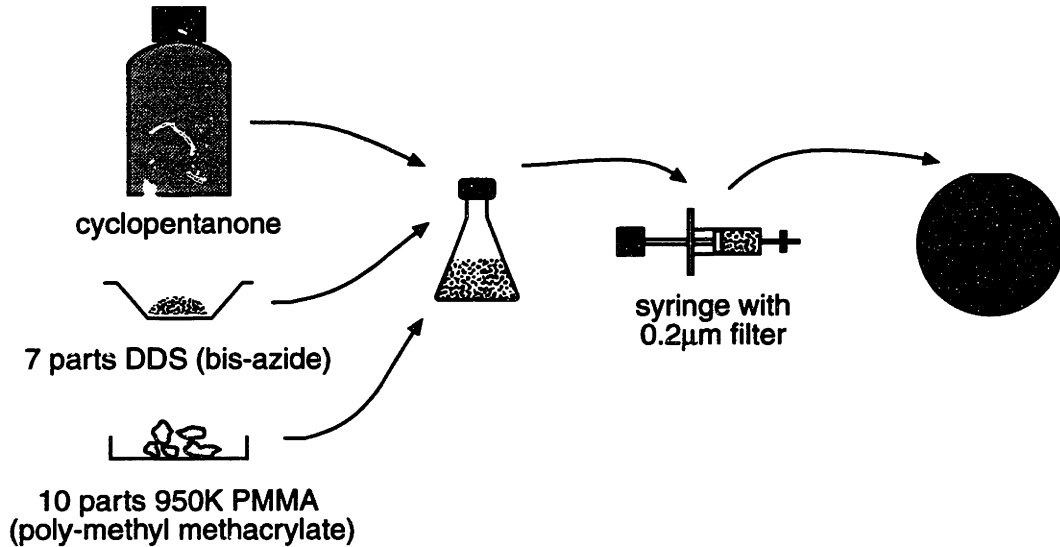 cyclopentanone
7 parts DDS (bis-azide)
10 parts 950K PMMA
(poly-methyl methacrylate)
syringe with
0.2μm filter